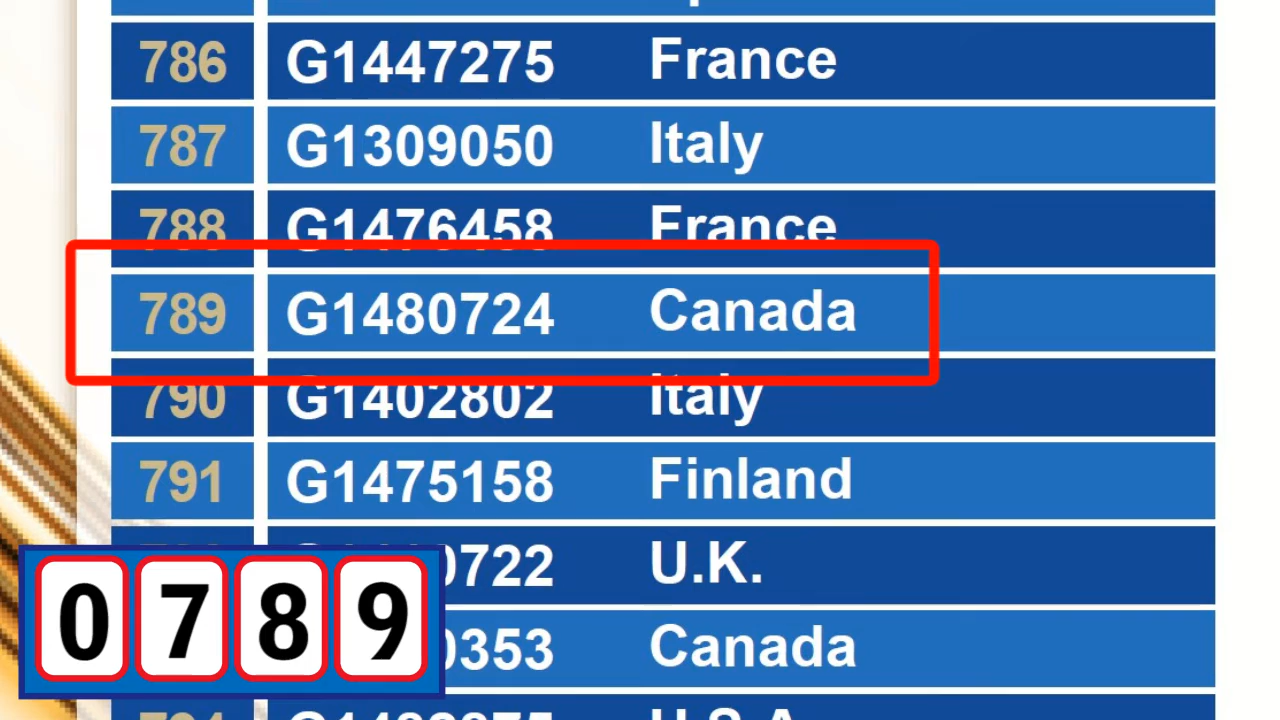 786 G1447275 France
787 G1309050 Italy
788 G1476458 France
789 G1480724 Canada
790 G1402802 Italy
791 G1475158 Finland
0722 U.K.
0353 Canada
0789